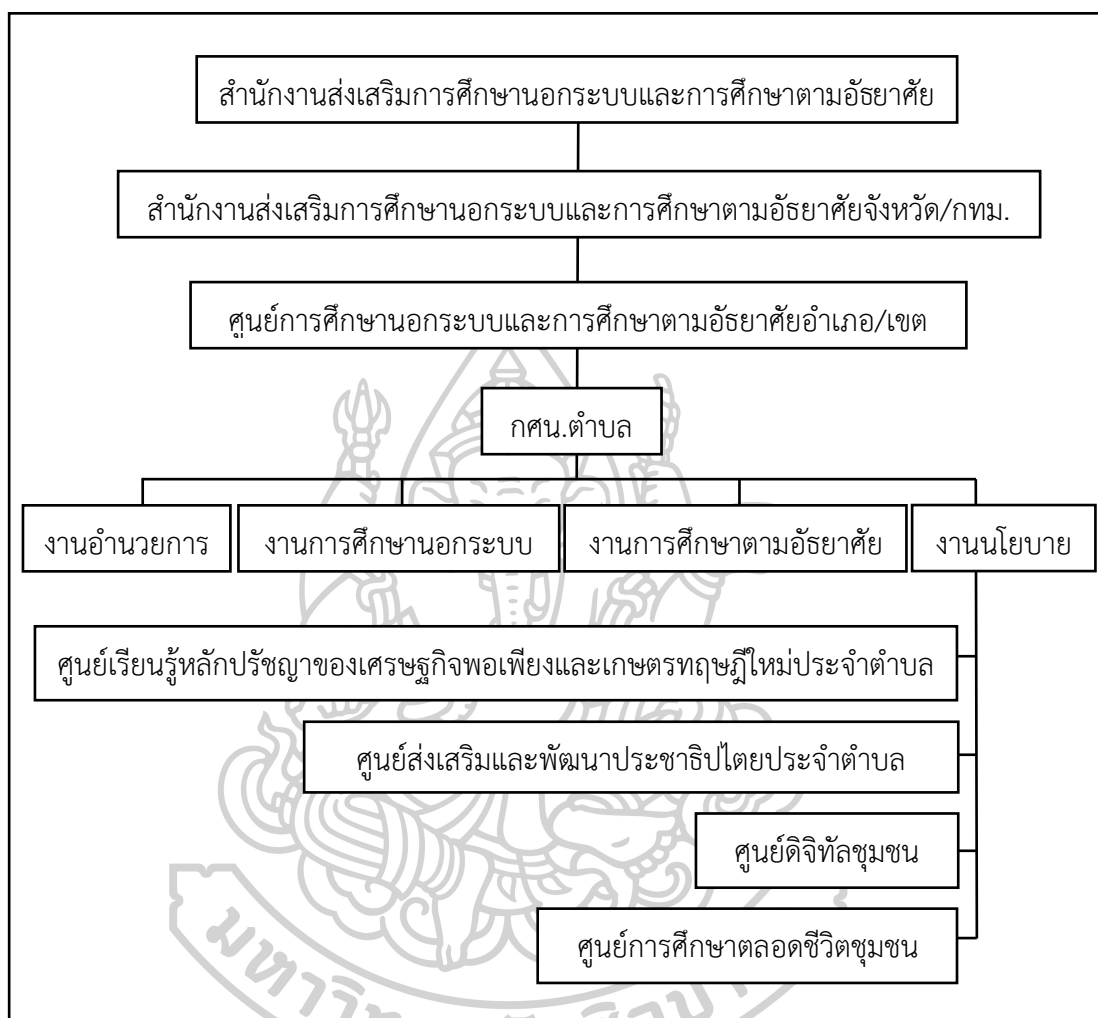 สำนักงานส่งเสริมการศึกษานอกระบบและการศึกษาตามอัธยาศัย
สำนักงานส่งเสริมการศึกษานอกระบบและการศึกษาตามอัธยาศัยจังหวัด/กทม.
ศูนย์การศึกษานอกระบบและการศึกษาตามอัธยาศัยอำเภอ/เขต
กศน.ตำบล
งานอำนวยการ
งานการศึกษานอกระบบ
งานการศึกษาตามอัธยาศัย
งานนโยบาย
ศูนย์เรียนรู้หลักปรัชญาของเศรษฐกิจพอเพียงและเกษตรทฤษฎีใหม่ประจำตำบล
ศูนย์ส่งเสริมและพัฒนาประชาธิปไตยประจำตำบล
ศูนย์ดิจิทัลชุมชน
ศูนย์การศึกษาตลอดชีวิตชุมชน